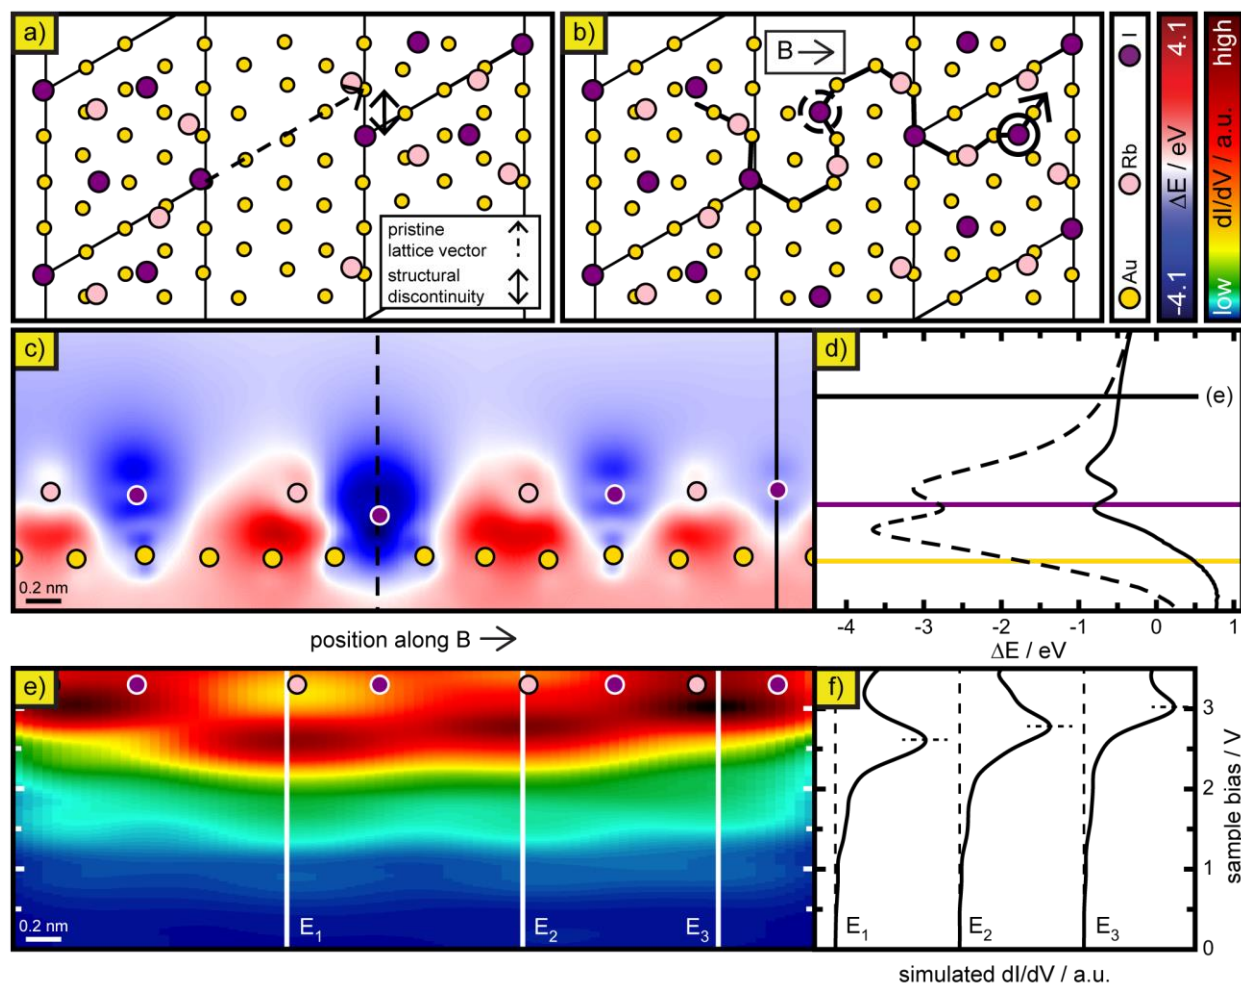 a)
pristine
lattice vector
structural
discontinuity
b)
B
Au Rb I
-4.1 ΔE / eV 4.1
low dI/dV / a.u. high
c)
0.2 nm
position along B
d)
(e)
-4 -3 -2 -1 0 1
ΔE / eV
e)
0.2 nm
E1 E2 E3
f)
E1 E2 E3
3
2
1
0
sample bias / V
simulated dI/dV / a.u.